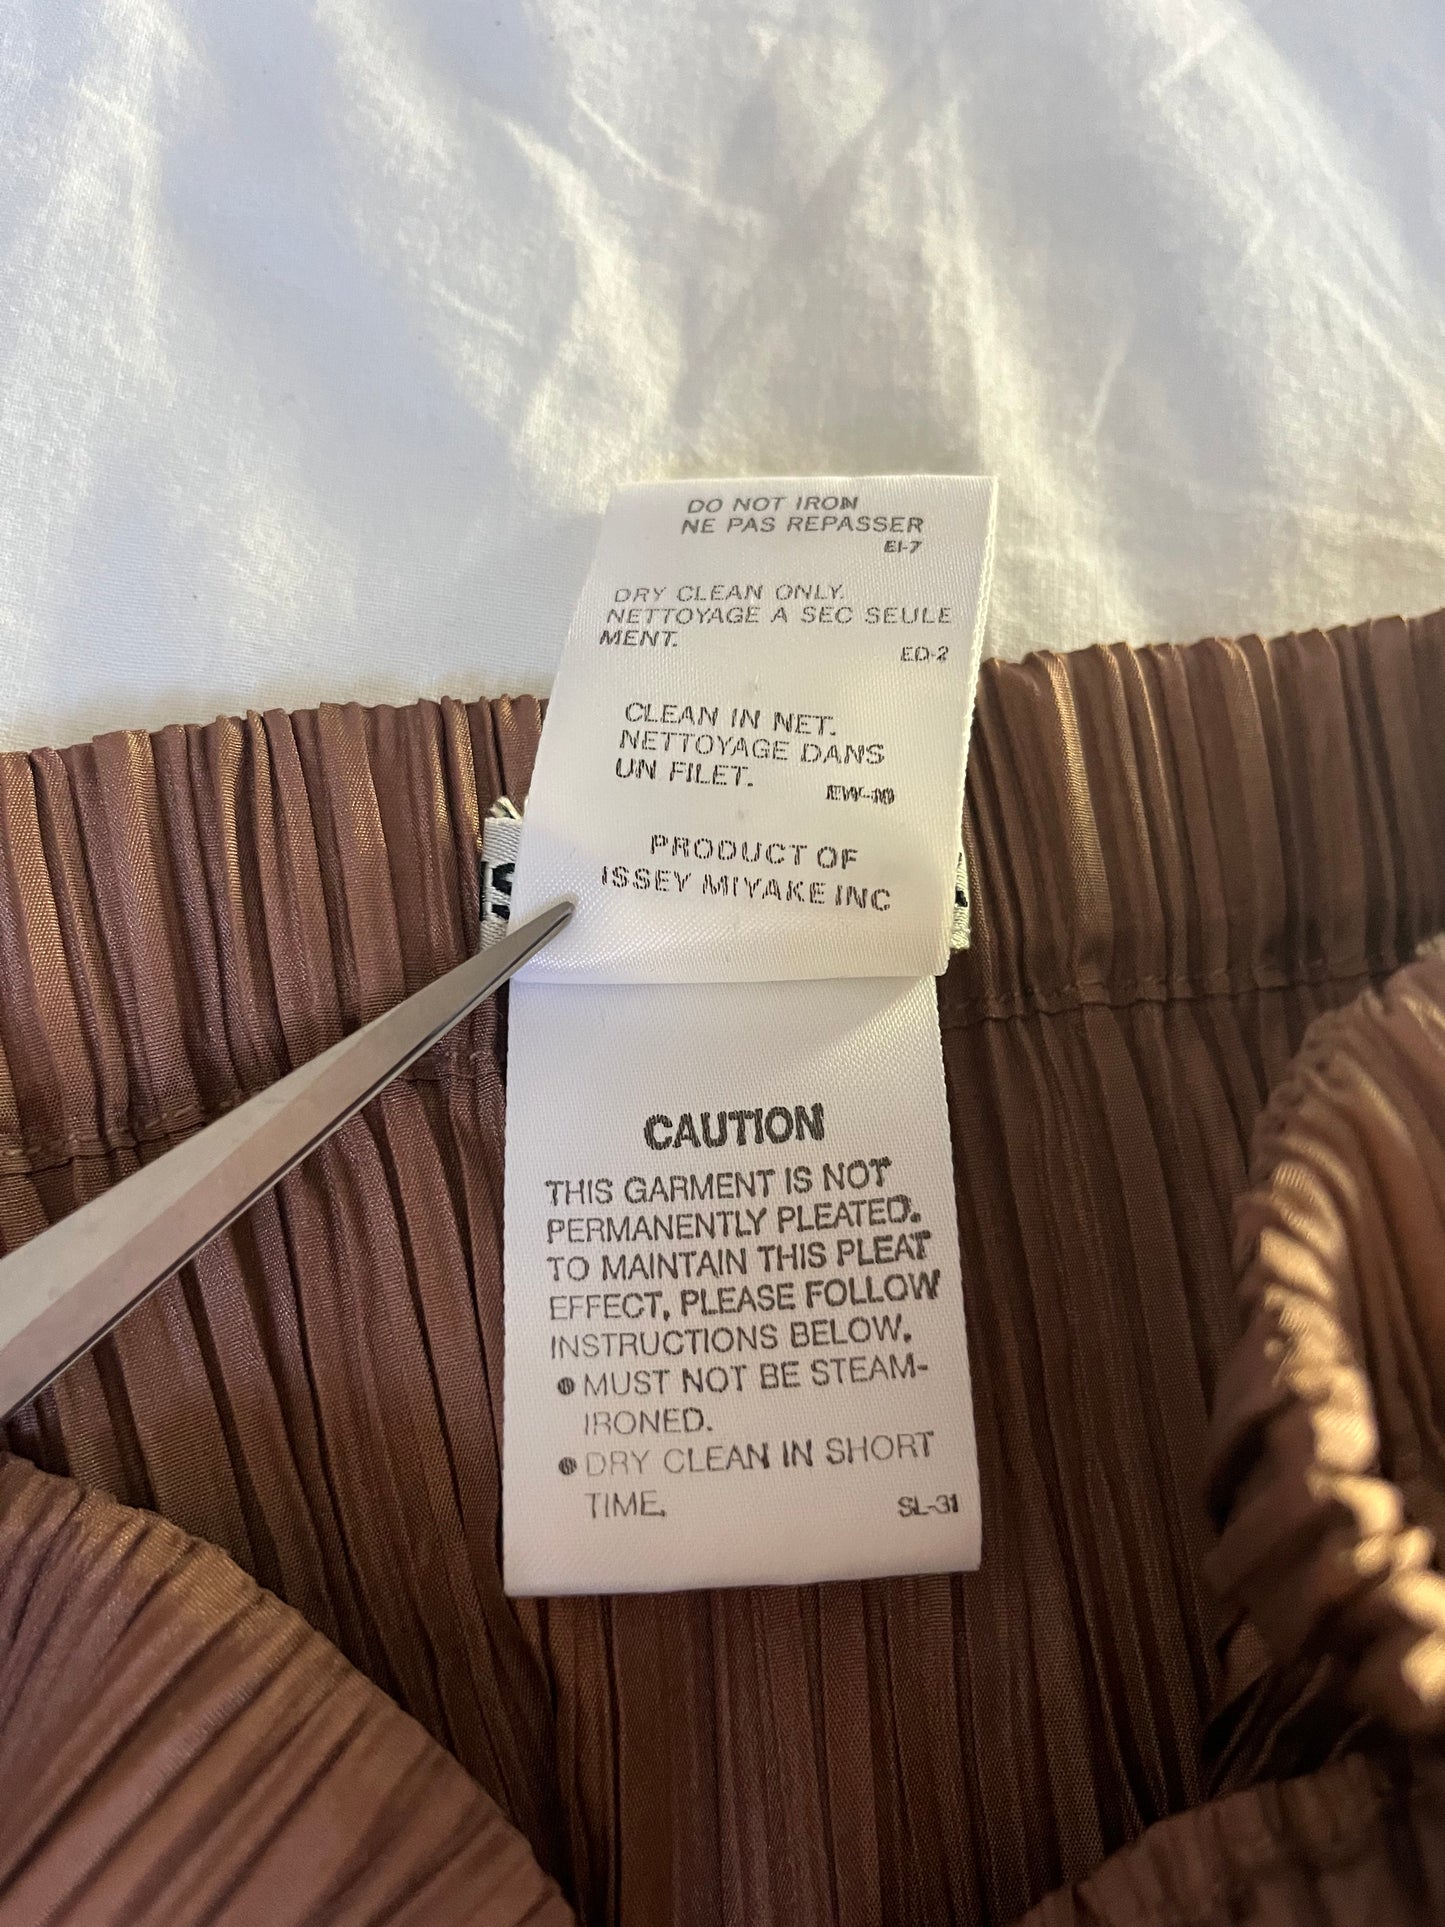 DO NOT IRON
NE PAS REPASSER
EI-7
DRY CLEAN ONLY.
NETTOYAGE A SEC SEULE
MENT.
ED-2
CLEAN IN NET.
NETTOYAGE DANS
UN FILET.
EW-10
PRODUCT OF
ISSEY MIYAKE INC
CAUTION
THIS GARMENT IS NOT
PERMANENTLY PLEATED.
TO MAINTAIN THIS PLEAT
EFFECT, PLEASE FOLLOW
INSTRUCTIONS BELOW.
● MUST NOT BE STEAM-
IRONED.
● DRY CLEAN IN SHORT
TIME.
SL-31